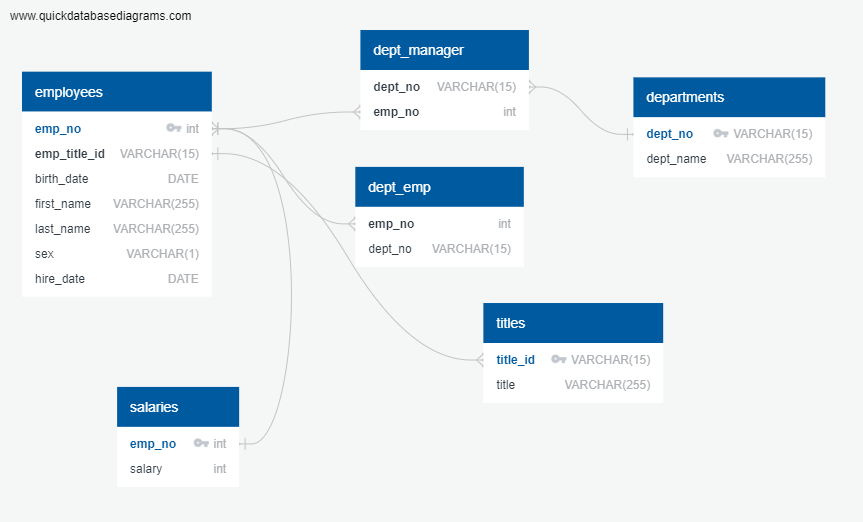 www.quickdatabasediagrams.com
employees
emp_no int
emp_title_id VARCHAR(15)
birth_date DATE
first_name VARCHAR(255)
last_name VARCHAR(255)
sex VARCHAR(1)
hire_date DATE
dept_manager
dept_no VARCHAR(15)
emp_no int
departments
dept_no VARCHAR(15)
dept_name VARCHAR(255)
dept_emp
emp_no int
dept_no VARCHAR(15)
titles
title_id VARCHAR(15)
title VARCHAR(255)
salaries
emp_no int
salary int